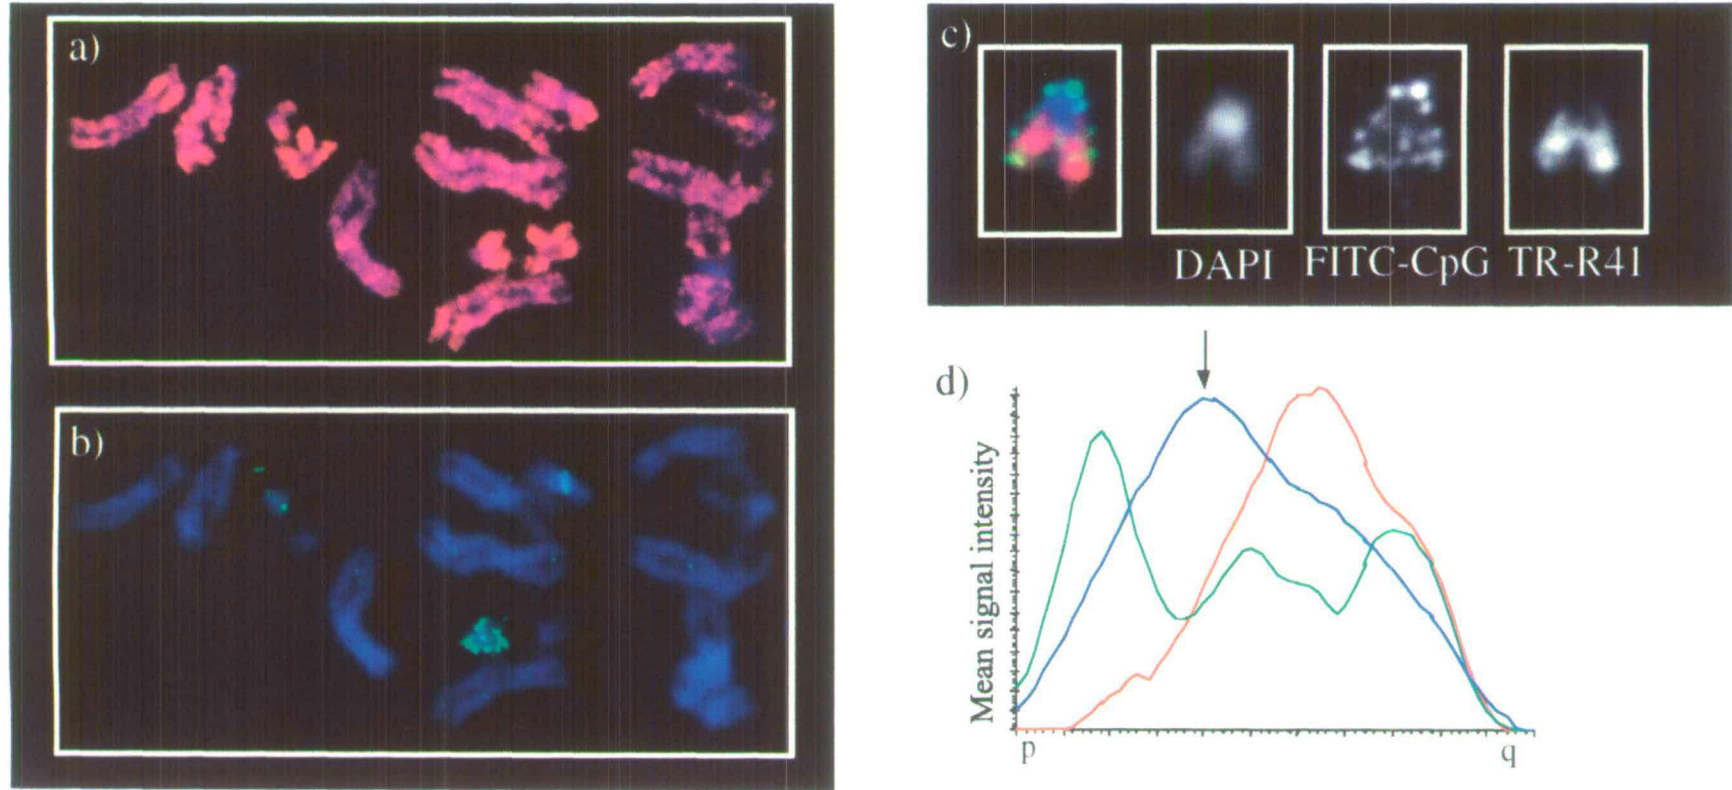 a)
b)
c)
DAPI
FITC-CpG
TR-R41
d)
Mean signal intensity
p
q